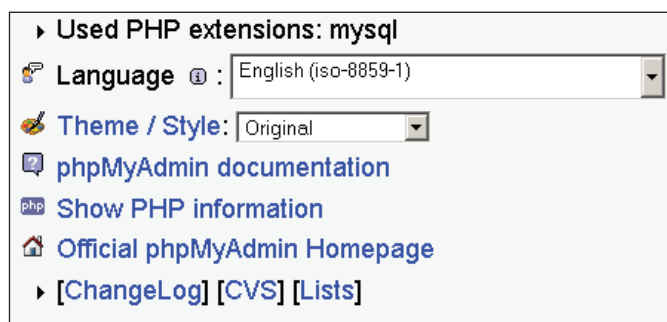 Used PHP extensions: mysql
Language : English (iso-8859-1)
Theme / Style: Original
phpMyAdmin documentation
php Show PHP information
Official phpMyAdmin Homepage
[ChangeLog] [CVS] [Lists]